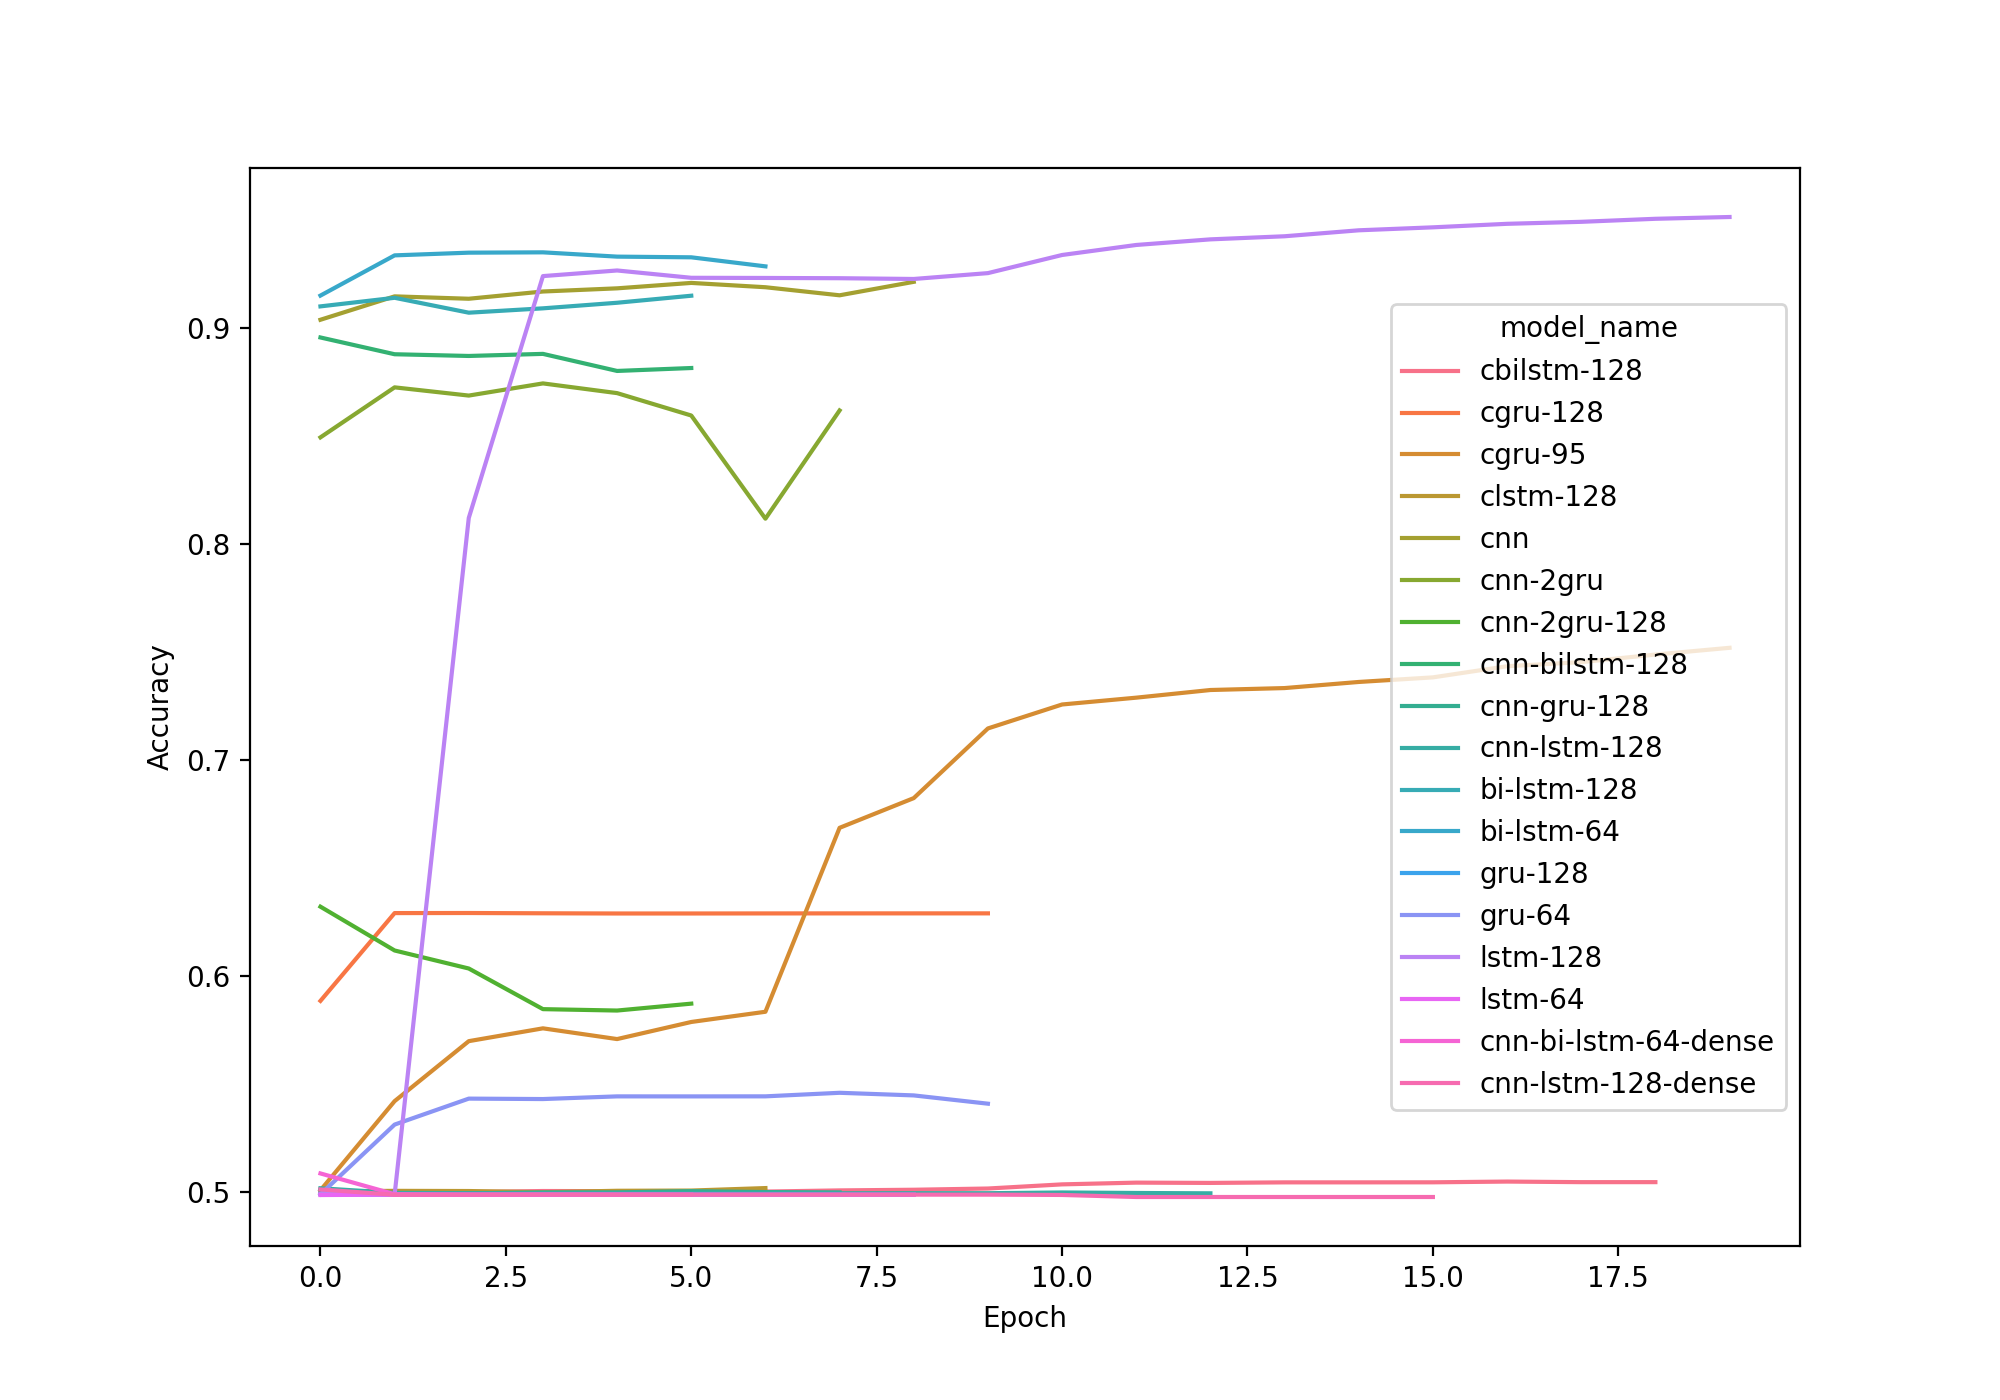 0.9
0.8
0.7
0.6
0.5
Accuracy
0.0 2.5 5.0 7.5 10.0 12.5 15.0 17.5
Epoch
model_name
cbilstm-128
cgru-128
cgru-95
clstm-128
cnn
cnn-2gru
cnn-2gru-128
cnn-bilstm-128
cnn-gru-128
cnn-lstm-128
bi-lstm-128
bi-lstm-64
gru-128
gru-64
lstm-128
lstm-64
cnn-bi-lstm-64-dense
cnn-lstm-128-dense